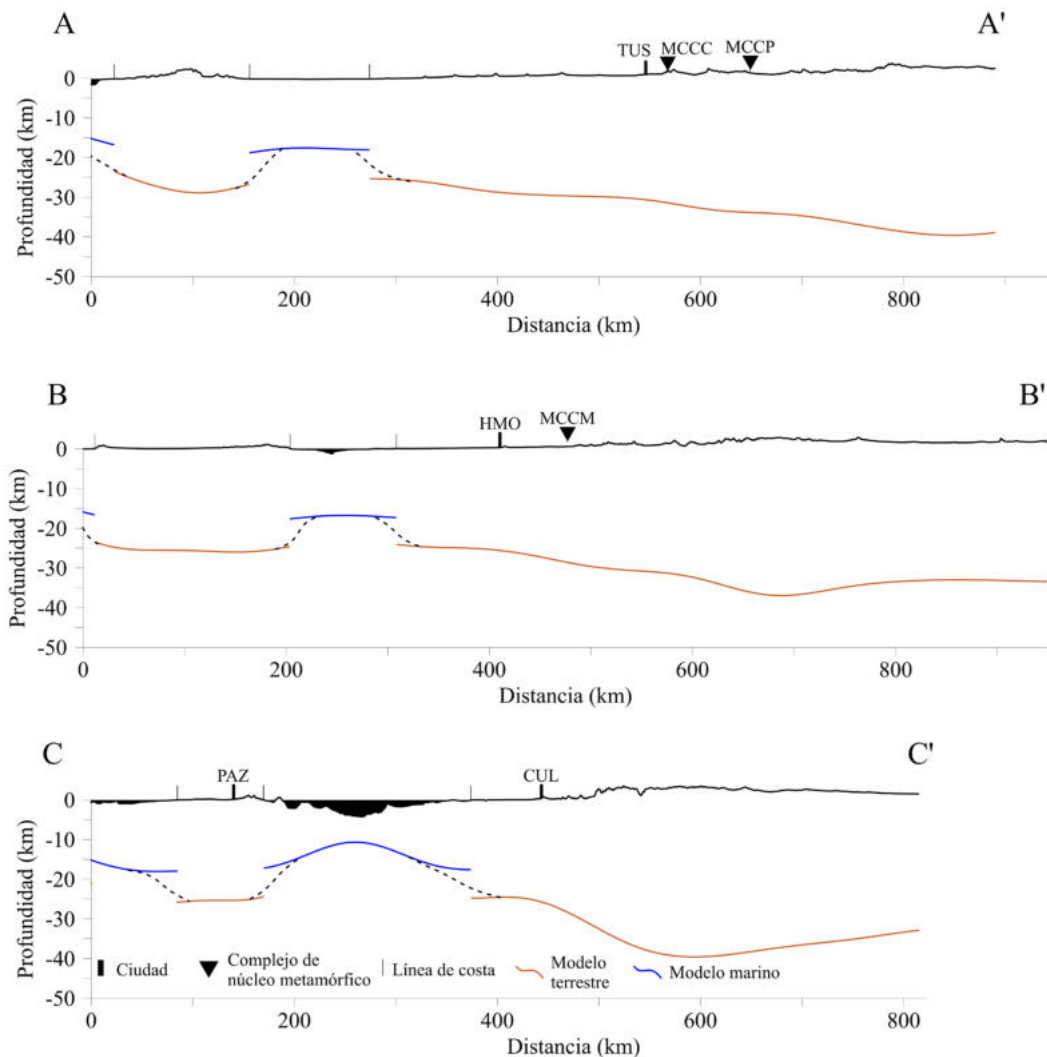 A
A'
TUS
MCCC
MCCP
0
-10
-20
-30
-40
-50
Profundidad (km)
0
200
400
600
800
Distancia (km)
B
B'
HMO
MCCM
0
-10
-20
-30
-40
-50
Profundidad (km)
0
200
400
600
800
Distancia (km)
C
C'
PAZ
CUL
0
-10
-20
-30
-40
-50
Profundidad (km)
Ciudad
Complejo de
núcleo metamórfico
Línea de costa
Modelo
terrestre
Modelo marino
0
200
400
600
800
Distancia (km)